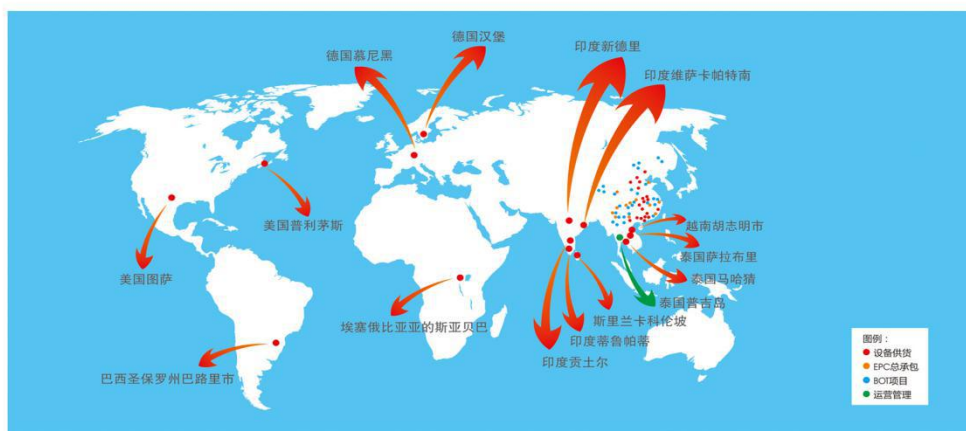 德国汉堡
德国慕尼黑
印度新德里
印度维萨卡帕特南
美国普利茅斯
美国图萨
越南胡志明市
泰国萨拉布里
泰国马哈猜
泰国普吉岛
斯里兰卡科伦坡
埃塞俄比亚亚的斯亚贝巴
印度蒂鲁帕蒂
印度贡土尔
巴西圣保罗州巴路里市
图例：
设备供货
EPC总承包
BOT项目
运营管理